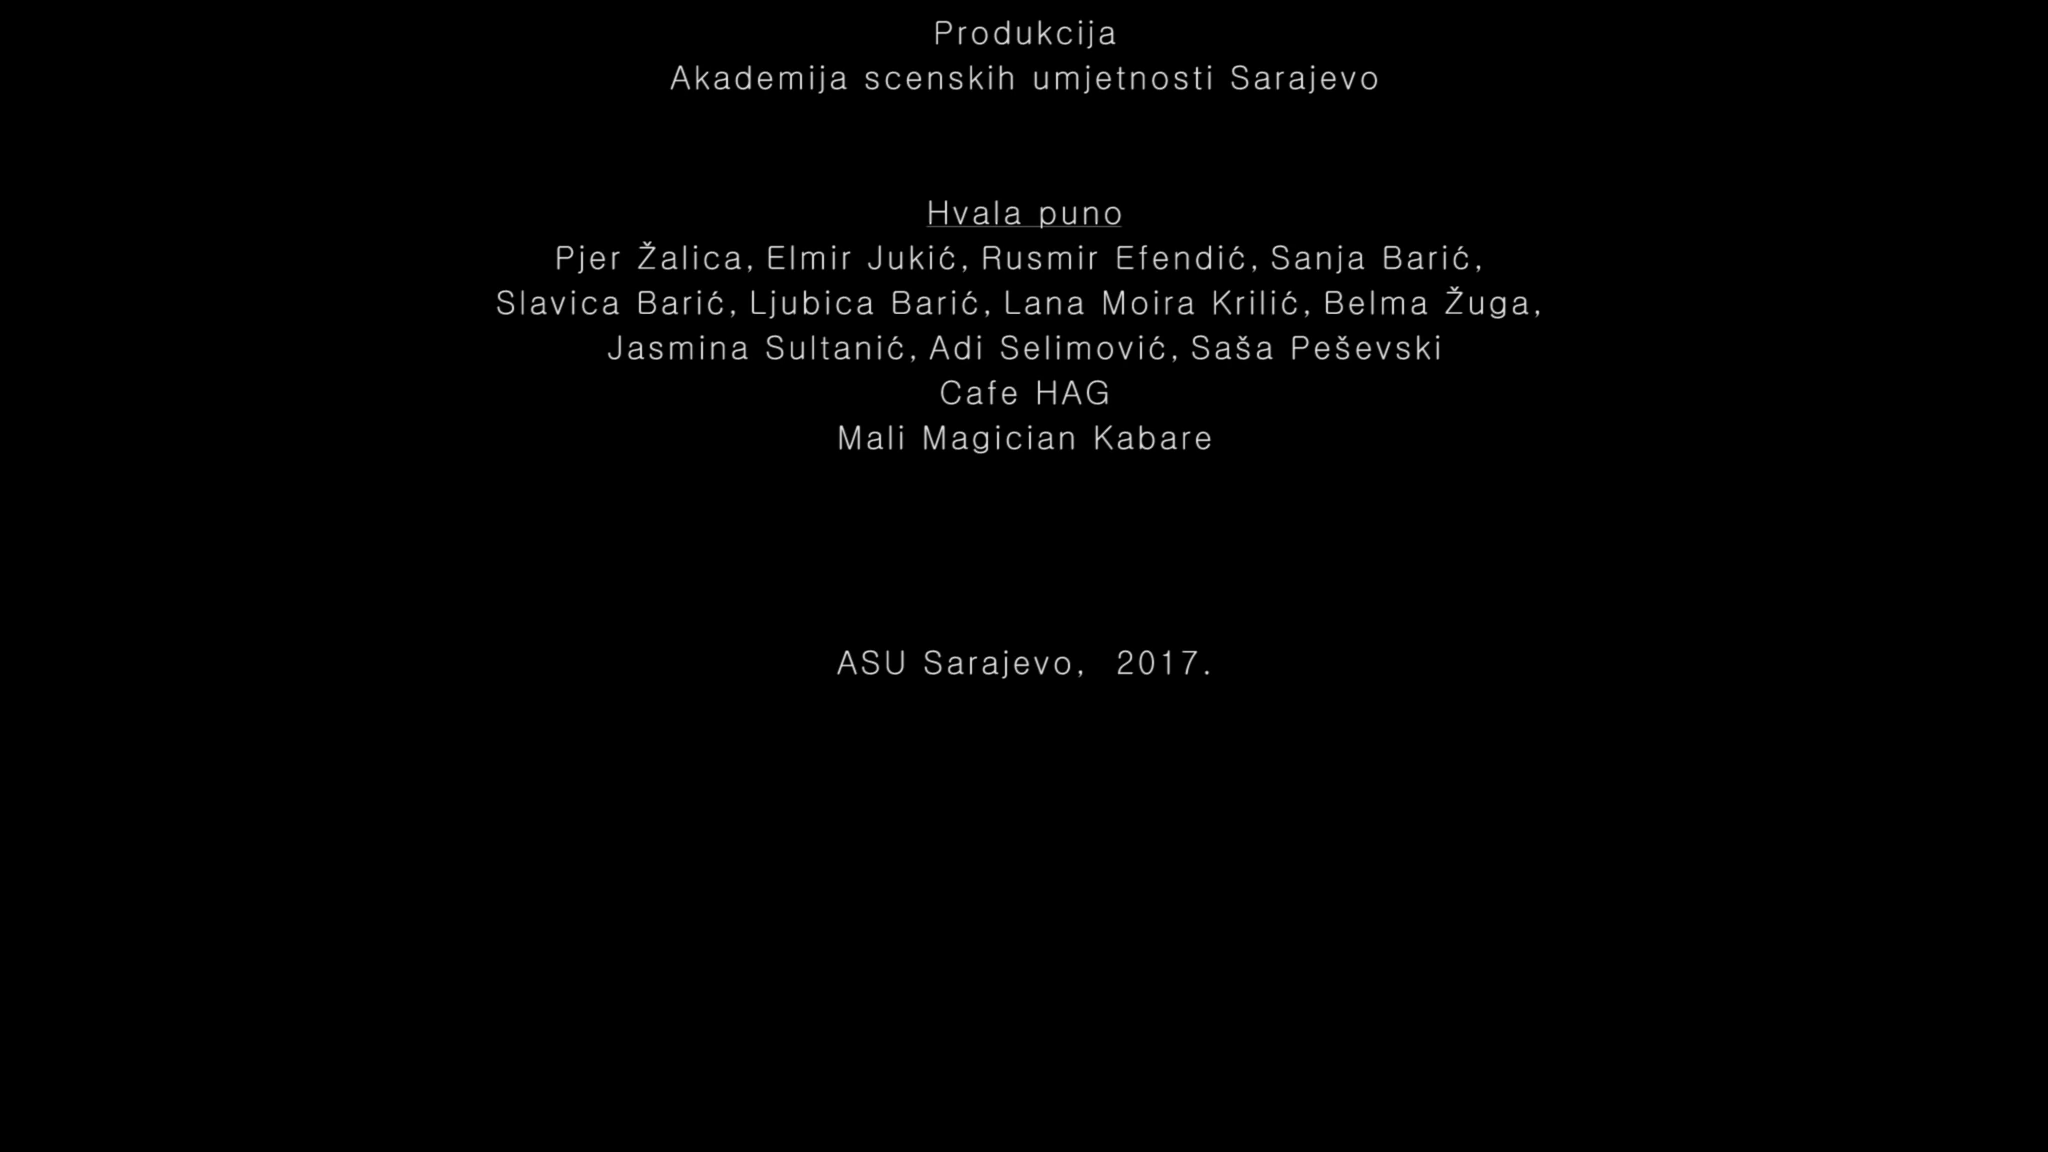 Produkcija
Akademija scenskih umjetnosti Sarajevo
Hvala puno
Pjer Žalica, Elmir Jukić, Rusmir Efendić, Sanja Barić,
Slavica Barić, Ljubica Barić, Lana Moira Krilić, Belma Žuga,
Jasmina Sultanić, Adi Selimović, Saša Peševski
Cafe HAG
Mali Magician Kabare
ASU Sarajevo, 2017.